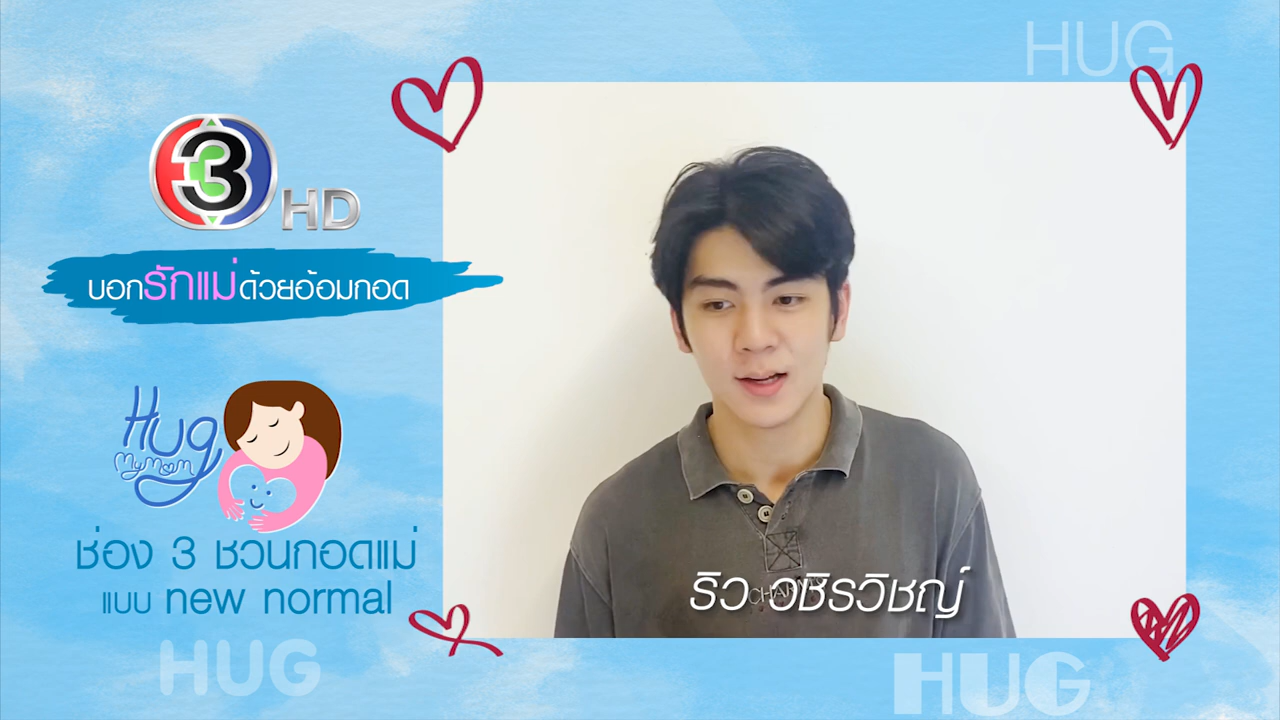 HUG
3 HD
บอกรักแม่ด้วยอ้อมกอด
Hug
My Mom
ช่อง 3 ชวนกอดแม่
แบบ new normal
ริว วชิรวิชญ์
HUG
HUG